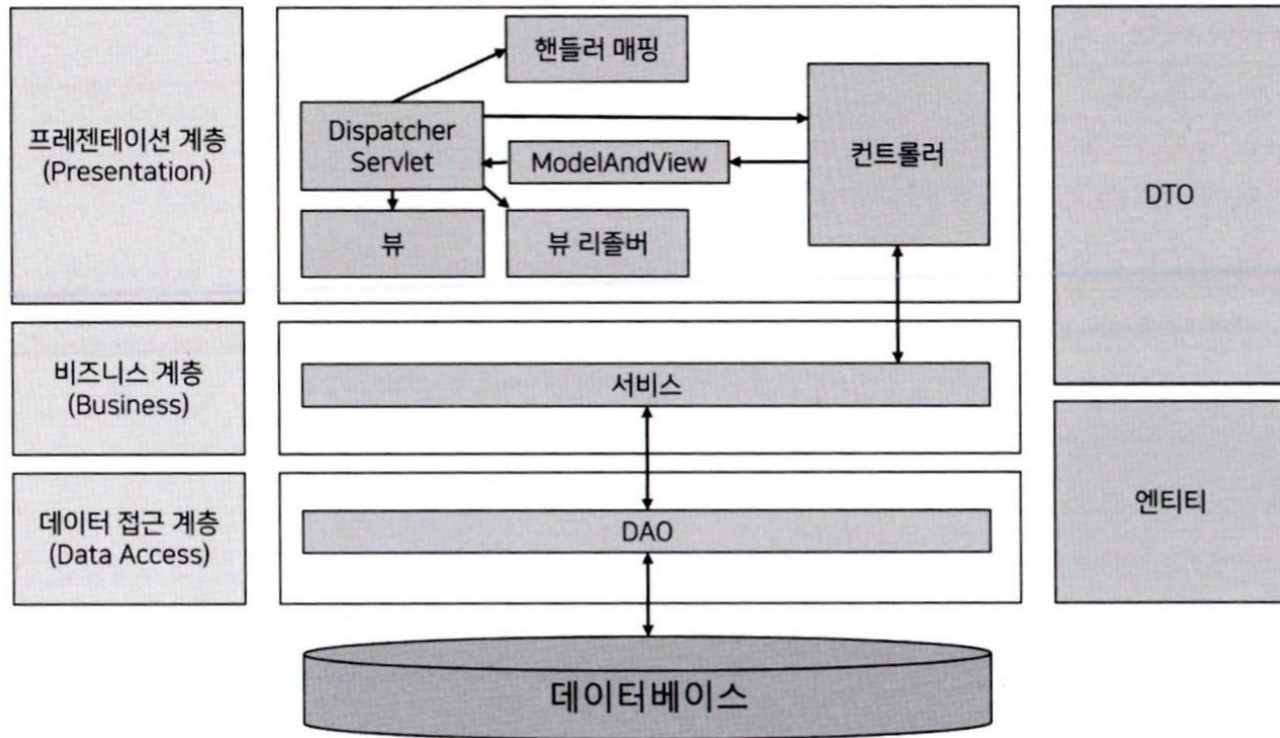 프레젠테이션 계층
(Presentation)
핸들러 매핑
Dispatcher
Servlet
ModelAndView
컨트롤러
뷰
뷰 리졸버
DTO
비즈니스 계층
(Business)
서비스
데이터 접근 계층
(Data Access)
DAO
엔티티
데이터베이스